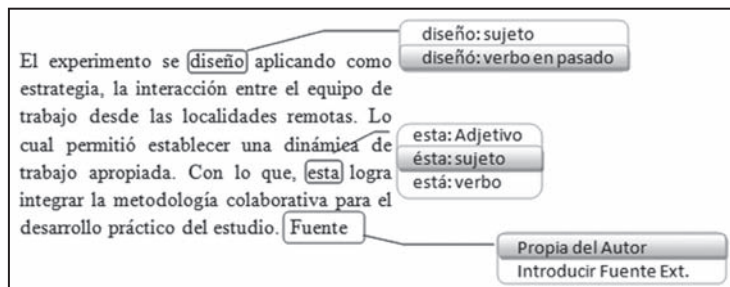 El experimento se diseño aplicando como
estrategia, la interacción entre el equipo de
trabajo desde las localidades remotas. Lo
cual permitió establecer una dinámica de
trabajo apropiada. Con lo que, esta logra
integrar la metodología colaborativa para el
desarrollo práctico del estudio. Fuente
diseño: sujeto
diseñó: verbo en pasado
esta: Adjetivo
ésta: sujeto
está: verbo
Propia del Autor
Introducir Fuente Ext.